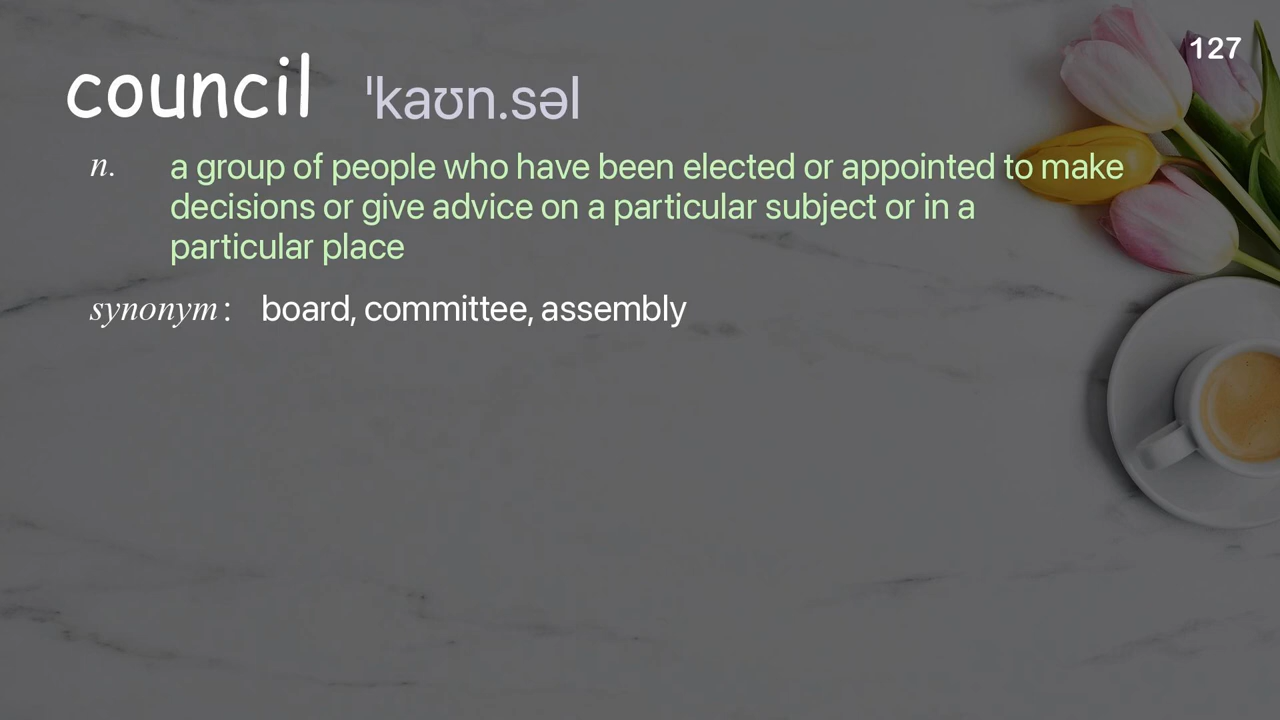 127
council ˈkaʊn.səl
n. a group of people who have been elected or appointed to make
decisions or give advice on a particular subject or in a
particular place
synonym: board, committee, assembly